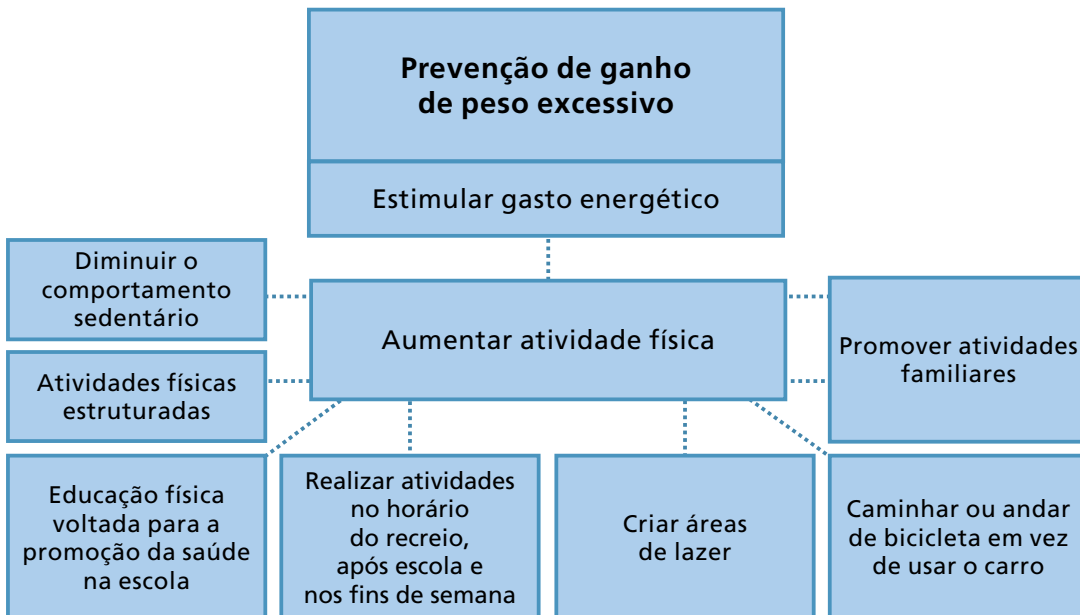 Prevenção de ganho
de peso excessivo
Estimular gasto energético
Diminuir o
comportamento
sedentário
Aumentar atividade física
Promover atividades
familiares
Atividades físicas
estruturadas
Educação física
voltada para a
promoção da saúde
na escola
Realizar atividades
no horário
do recreio,
após escola e
nos fins de semana
Criar áreas
de lazer
Caminhar ou andar
de bicicleta em vez
de usar o carro